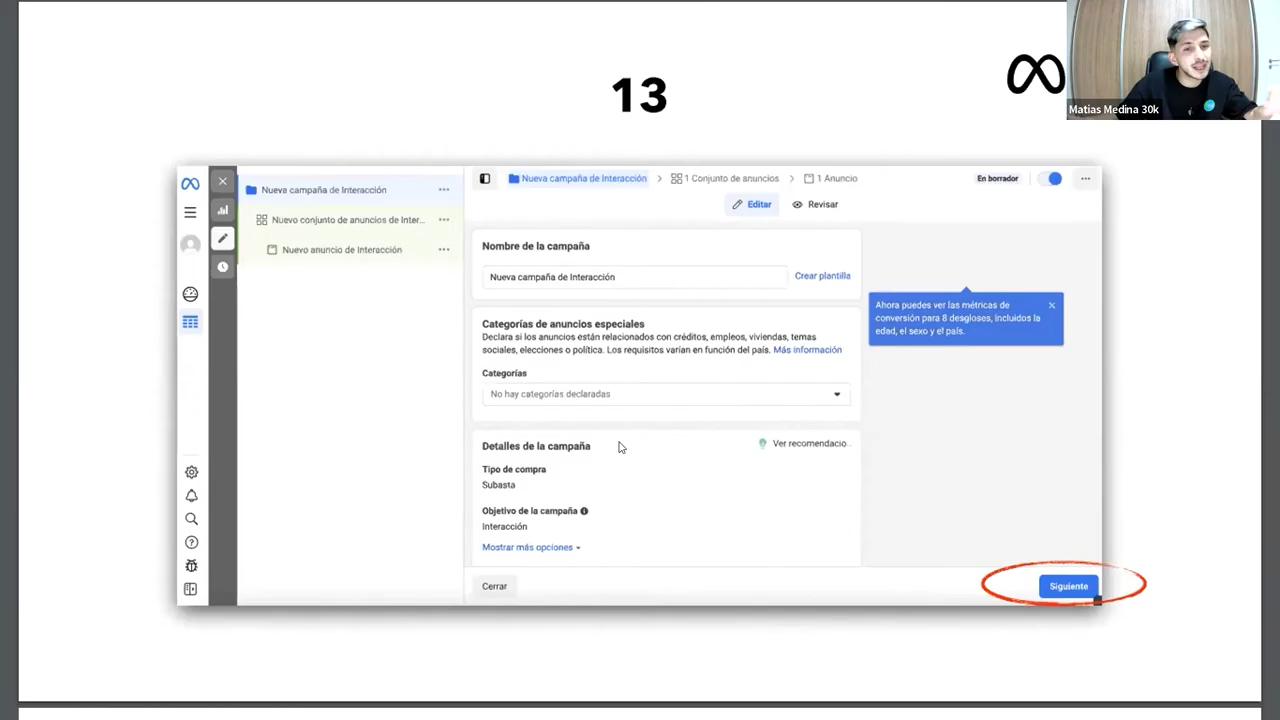 13
Matias Medina 30k
Nueva campaña de Interacción
Nuevo conjunto de anuncios de Inter...
Nuevo anuncio de Interacción
Nueva campaña de Interacción > 1 Conjunto de anuncios > 1 Anuncio
En borrador
Editar
Revisar
Nombre de la campaña
Nueva campaña de Interacción
Crear plantilla
Ahora puedes ver las métricas de
conversión para 8 desgloses, incluidos la
edad, el sexo y el país.
Categorías de anuncios especiales
Declara si los anuncios están relacionados con créditos, empleos, viviendas, temas
sociales, elecciones o política. Los requisitos varían en función del país. Más información
Categorías
No hay categorías declaradas
Detalles de la campaña
Ver recomendacio...
Tipo de compra
Subasta
Objetivo de la campaña
Interacción
Mostrar más opciones
Cerrar
Siguiente